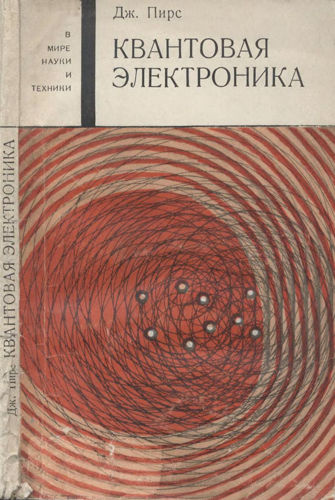 В
МИРЕ
НАУКИ
И
ТЕХНИКИ
Дж. Пирс
КВАНТОВАЯ
ЭЛЕКТРОНИКА
Дж. Пирс КВАНТОВАЯ ЭЛЕКТРОНИКА